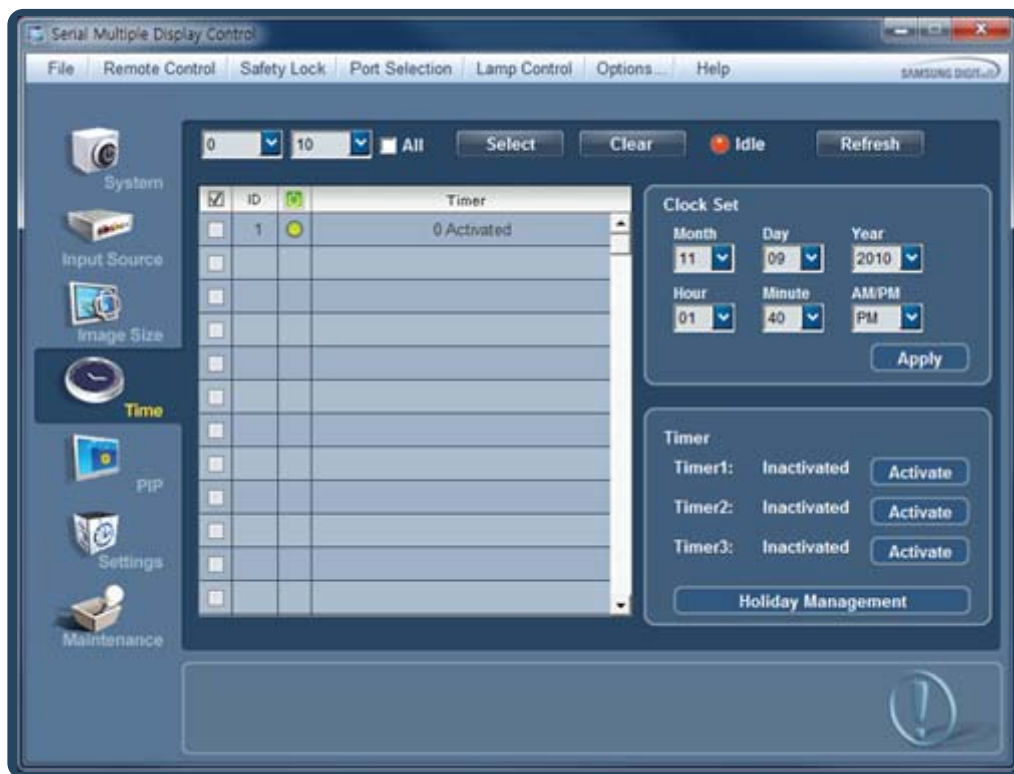 Serial Multiple Display Control
File Remote Control Safety Lock Port Selection Lamp Control Options... Help
0 10 All Select Clear Idle Refresh
System
Input Source
Image Size
Time
PIP
Settings
Maintenance
ID Timer
1 0 Activated
Clock Set
Month Day Year
11 09 2010
Hour Minute AM/PM
01 40 PM
Apply
Timer
Timer1: Inactivated Activate
Timer2: Inactivated Activate
Timer3: Inactivated Activate
Holiday Management